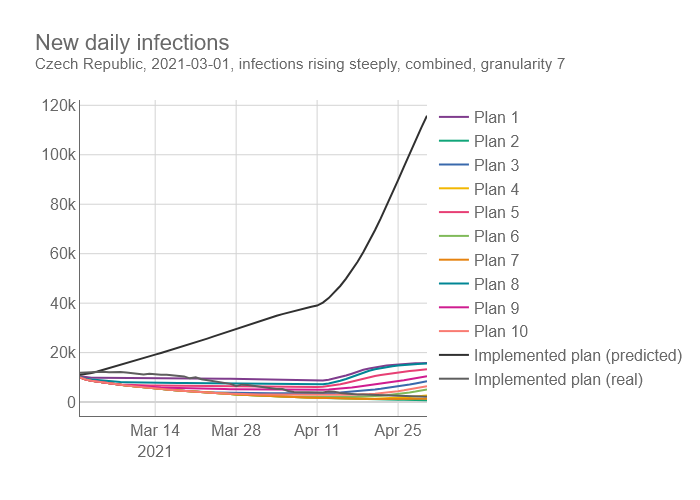 New daily infections
Czech Republic, 2021-03-01, infections rising steeply, combined, granularity 7
120k
100k
80k
60k
40k
20k
0
Mar 14
2021
Mar 28
Apr 11
Apr 25
Plan 1
Plan 2
Plan 3
Plan 4
Plan 5
Plan 6
Plan 7
Plan 8
Plan 9
Plan 10
Implemented plan (predicted)
Implemented plan (real)